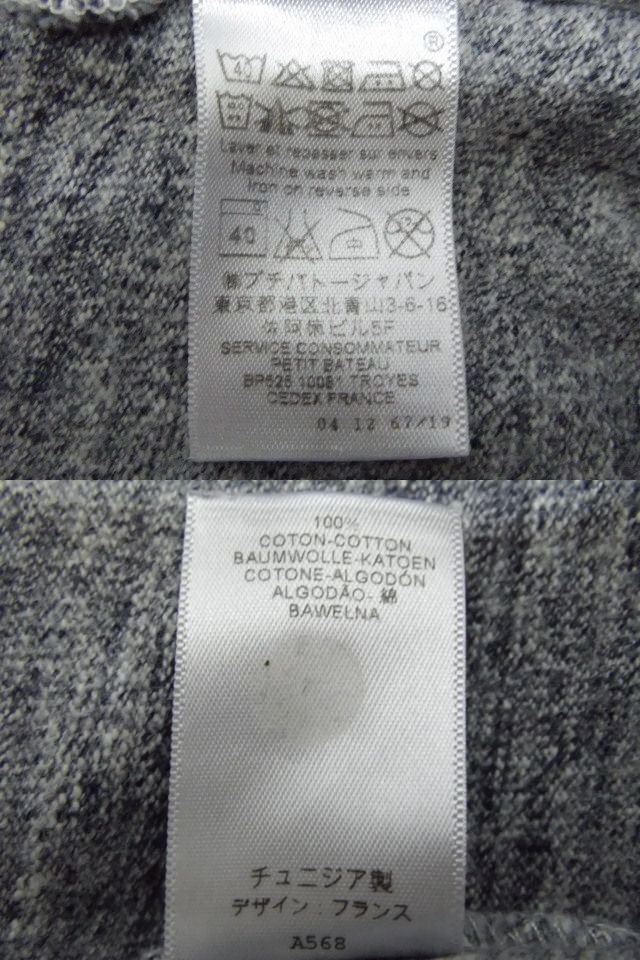 ®
40
Laver et repasser sur envers
Machine wash warm and
Iron on reverse side
40
㈱プチバトージャパン
東京都港区北青山3-6-16
ビル5F
SERVICE CONSOMMATEUR
PETIT BATEAU
BP525 10081 TROYES
CEDEX FRANCE
04 12 67/19
100%
COTON-COTTON
BAUMWOLLE-KATOEN
COTONE-ALGODÓN
ALGODÃO-綿
BAWEŁNA
チュニジア製
デザイン:フランス
A568